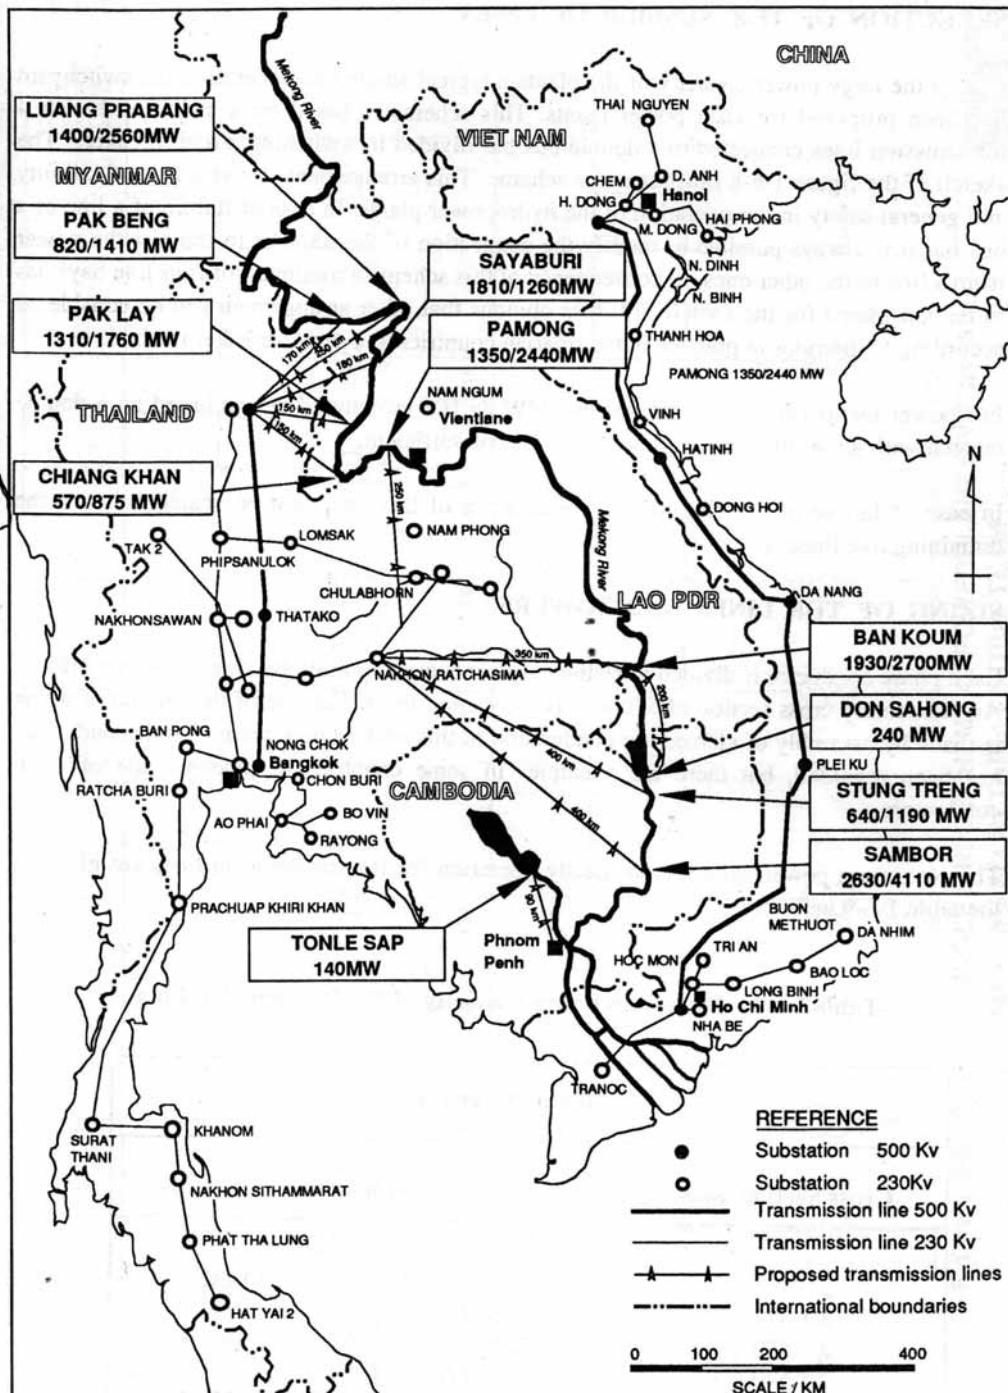 CHINA
Mekong River
THAI NGUYEN
LUANG PRABANG
1400/2560MW
VIET NAM
MYANMAR
CHEM
D. ANH
Hanoi
H. DONG
M. DONG
HAI PHONG
PAK BENG
820/1410 MW
SAYABURI
1810/1260MW
N. DINH
N. BINH
PAK LAY
1310/1760 MW
PAMONG
1350/2440MW
THANH HOA
PAMONG 1350/2440 MW
170 km
180 km
THAILAND
150 km
150 km
NAM NGUM
Vientiane
VINH
HATINH
CHIANG KHAN
570/875 MW
250 km
N
DONG HOI
TAK 2
LOMSAK
PHIPSANULOK
NAM PHONG
Mekong River
CHULABHORN
LAO PDR
DA NANG
NAKHONSAWAN
THATAKO
BAN KOUM
1930/2700MW
350 km
NAKHON RATCHASIMA
200 km
DON SAHONG
240 MW
BAN PONG
NONG CHOK
Bangkok
400 km
PLEI KU
CHON BURI
STUNG TRENG
640/1190 MW
RATCHA BURI
CAMBODIA
AO PHAI
BO VIN
RAYONG
400 km
SAMBOR
2630/4110 MW
PRACHUAP KHIRI KHAN
90 km
TONLE SAP
140MW
Phnom
Penh
BUON
METHUOT
DA NHIM
HOC MON
TRI AN
BAO LOC
LONG BINH
Ho Chi Minh
NHA BE
TRANOC
SURAT
THANI
KHANOM
NAKHON SITHAMMARAT
PHAT THA LUNG
HAT YAI 2
REFERENCE
Substation 500 Kv
Substation 230Kv
Transmission line 500 Kv
Transmission line 230 Kv
Proposed transmission lines
International boundaries
0 100 200 400
SCALE / KM